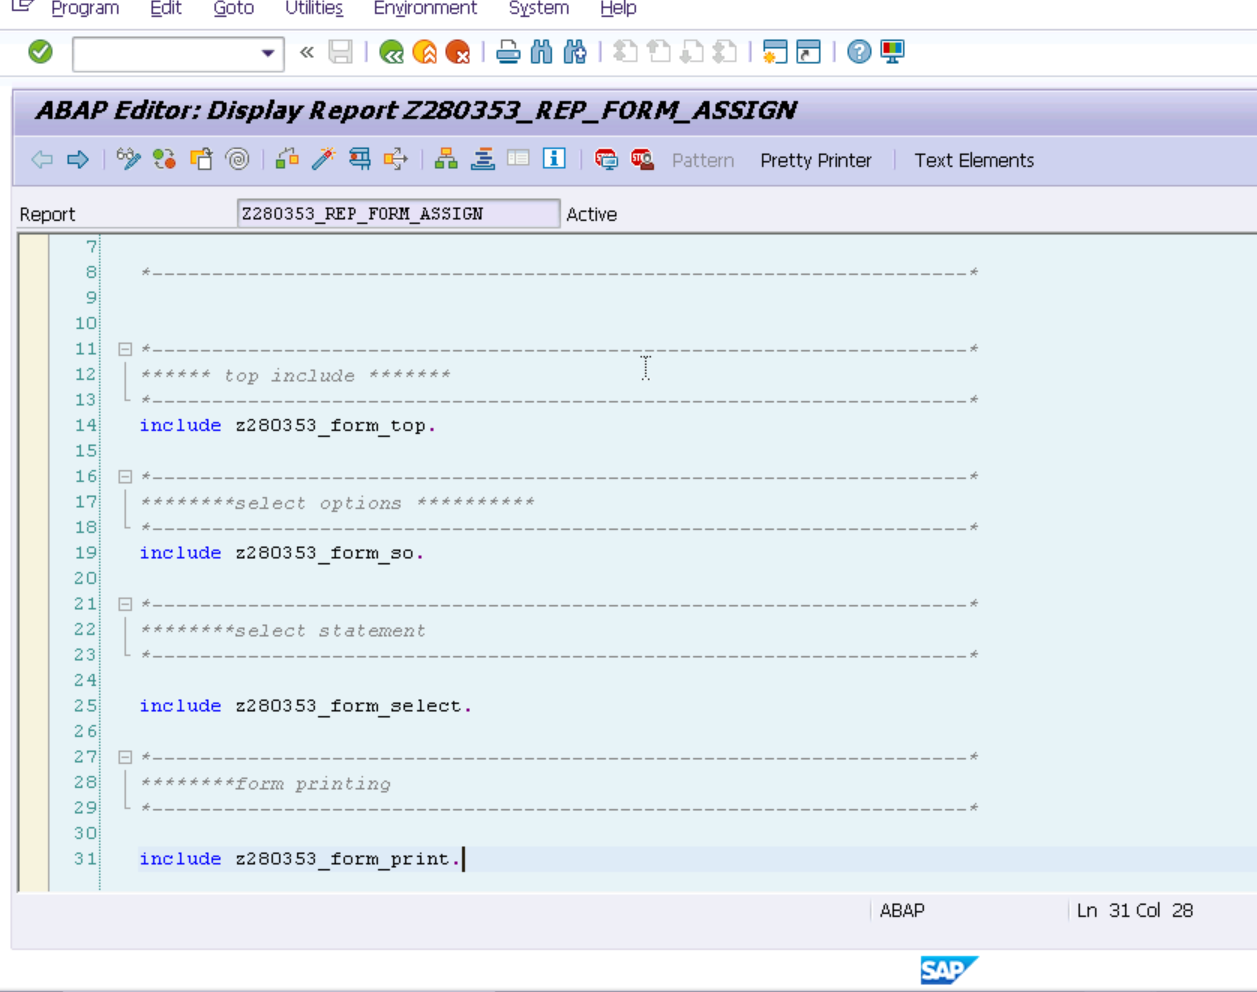 Program Edit Goto Utilities Environment System Help
ABAP Editor: Display Report Z280353_REP_FORM_ASSIGN
Pattern Pretty Printer Text Elements
Report Z280353_REP_FORM_ASSIGN Active
7
8 *--------------------------------------------------------------------*
9
10
11 *--------------------------------------------------------------------*
12 ****** top include *******
13 *--------------------------------------------------------------------*
14 include z280353_form_top.
15
16 *--------------------------------------------------------------------*
17 ********select options **********
18 *--------------------------------------------------------------------*
19 include z280353_form_so.
20
21 *--------------------------------------------------------------------*
22 ********select statement
23 *--------------------------------------------------------------------*
24
25 include z280353_form_select.
26
27 *--------------------------------------------------------------------*
28 ********form printing
29 *--------------------------------------------------------------------*
30
31 include z280353_form_print.
ABAP Ln 31 Col 28
SAP